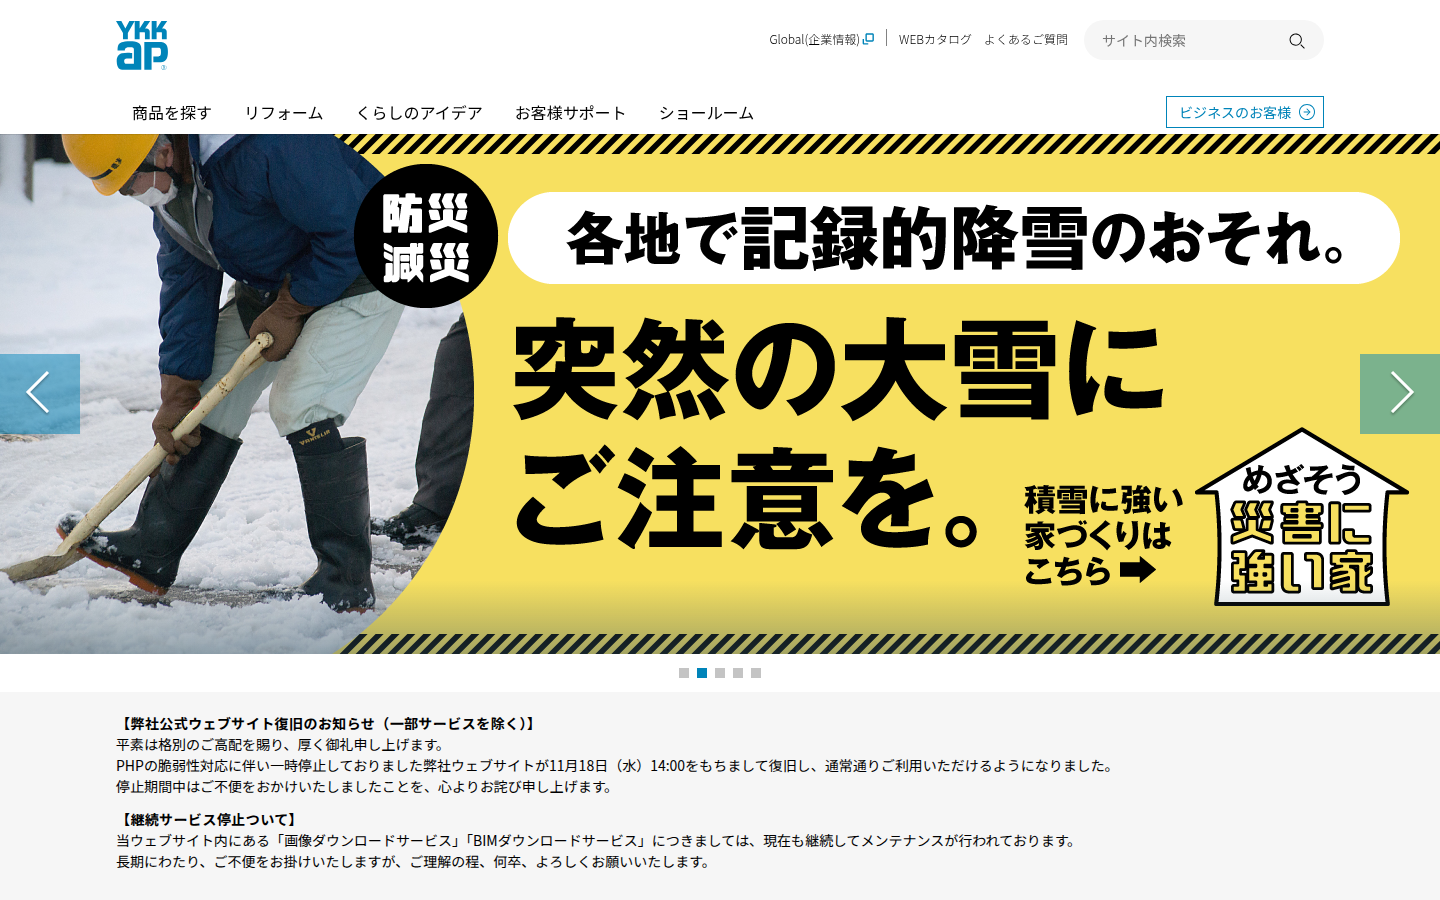 YKK
ap
Global(企業情報)
WEBカタログ
よくあるご質問
サイト内検索
商品を探す
リフォーム
くらしのアイデア
お客様サポート
ショールーム
ビジネスのお客様
防災
減災
各地で記録的降雪のおそれ。
突然の大雪に
ご注意を。
積雪に強い
家づくりは
こちら
めざそう
災害に
強い家
【弊社公式ウェブサイト復旧のお知らせ（一部サービスを除く）】
平素は格別のご高配を賜り、厚く御礼申し上げます。
PHPの脆弱性対応に伴い一時停止しておりました弊社ウェブサイトが11月18日（水）14:00をもちまして復旧し、通常通りご利用いただけるようになりました。
停止期間中はご不便をおかけいたしましたことを、心よりお詫び申し上げます。
【継続サービス停止ついて】
当ウェブサイト内にある「画像ダウンロードサービス」「BIMダウンロードサービス」につきましては、現在も継続してメンテナンスが行われております。
長期にわたり、ご不便をお掛けいたしますが、ご理解の程、何卒、よろしくお願いいたします。